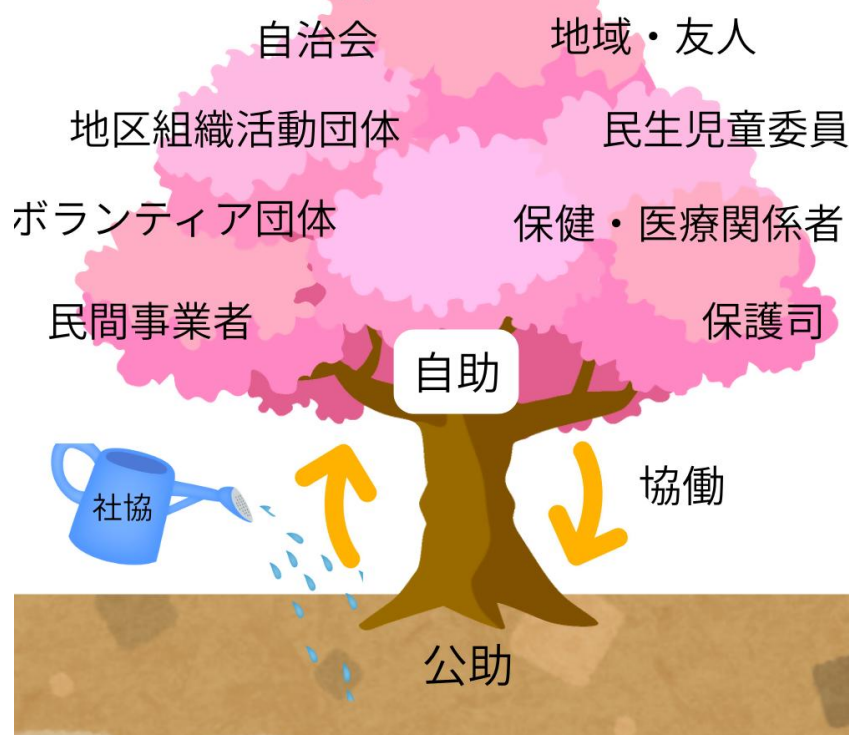 自治会
地域・友人
地区組織活動団体
民生児童委員
ボランティア団体
保健・医療関係者
民間事業者
保護司
自助
協働
社協
公助